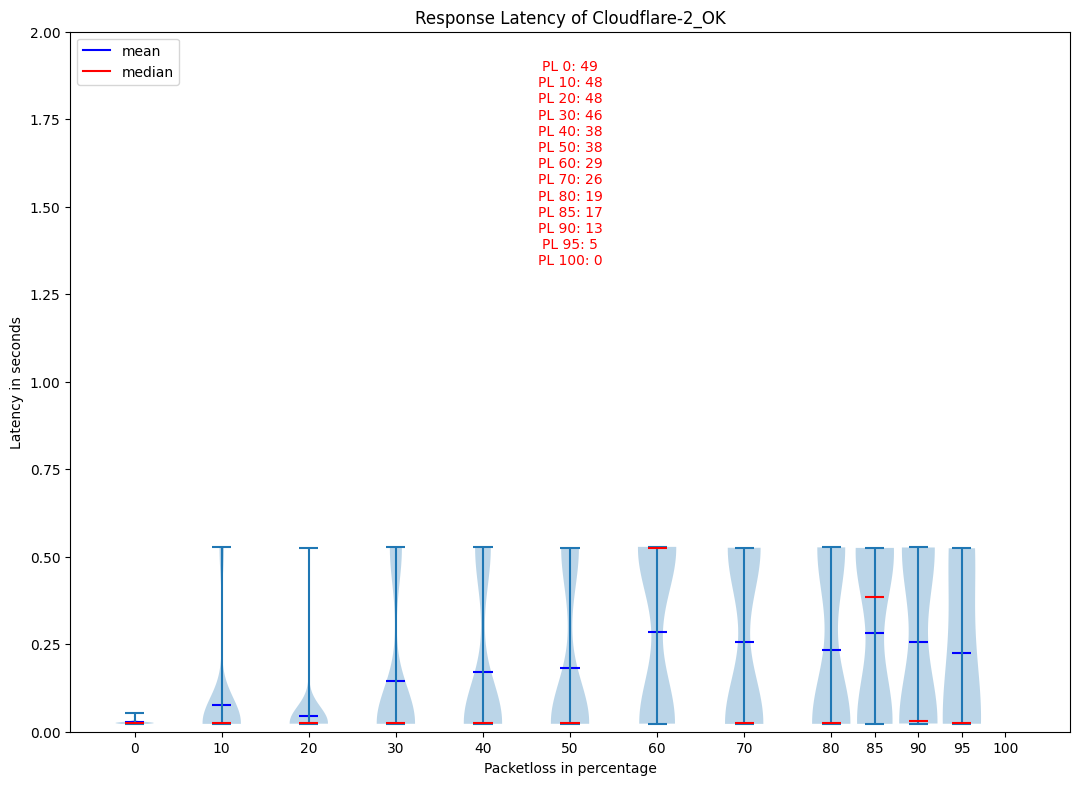 Response Latency of Cloudflare-2_OK
mean
median
PL 0: 49
PL 10: 48
PL 20: 48
PL 30: 46
PL 40: 38
PL 50: 38
PL 60: 29
PL 70: 26
PL 80: 19
PL 85: 17
PL 90: 13
PL 95: 5
PL 100: 0
Latency in seconds
2.00
1.75
1.50
1.25
1.00
0.75
0.50
0.25
0.00
0 10 20 30 40 50 60 70 80 85 90 95 100
Packetloss in percentage